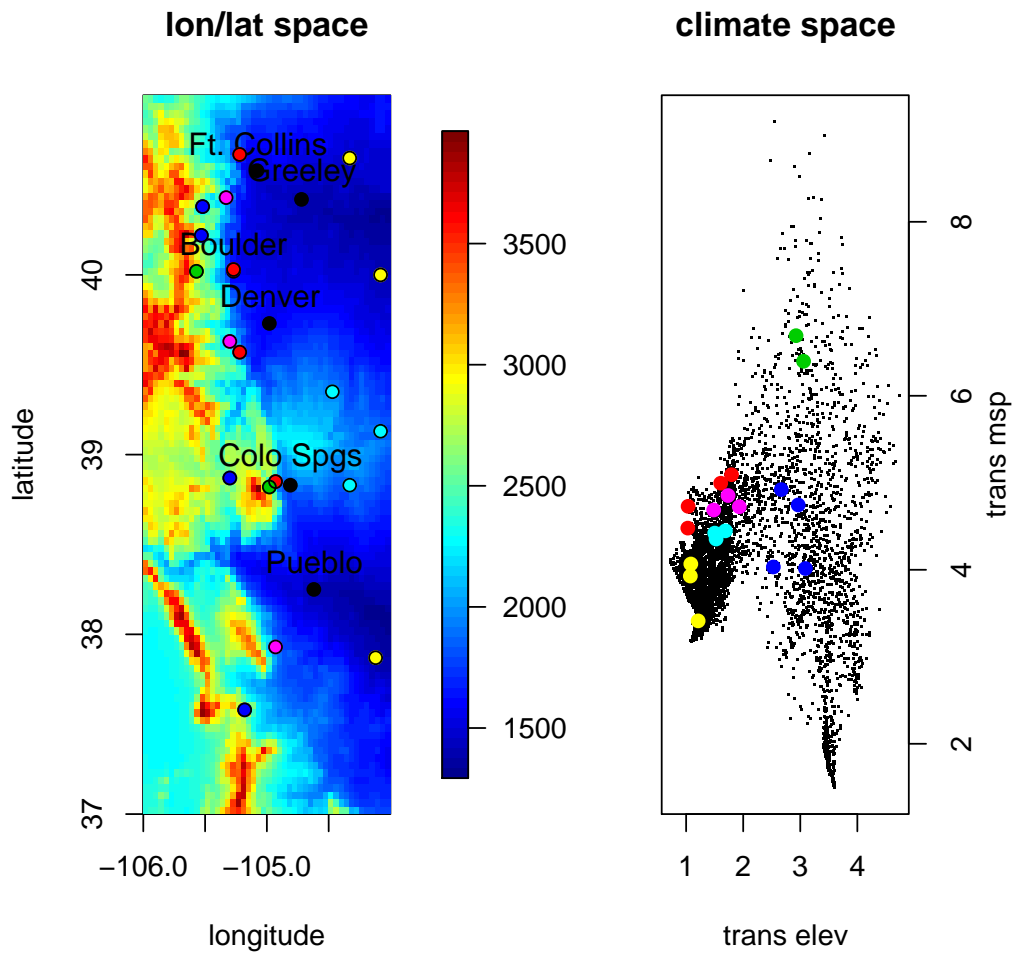 lon/lat space
climate space
Ft. Collins
Greeley
Boulder
Denver
Colo Spgs
Pueblo
latitude
40
39
38
37
−106.0
−105.0
longitude
3500
3000
2500
2000
1500
8
6
4
2
trans msp
1
2
3
4
trans elev